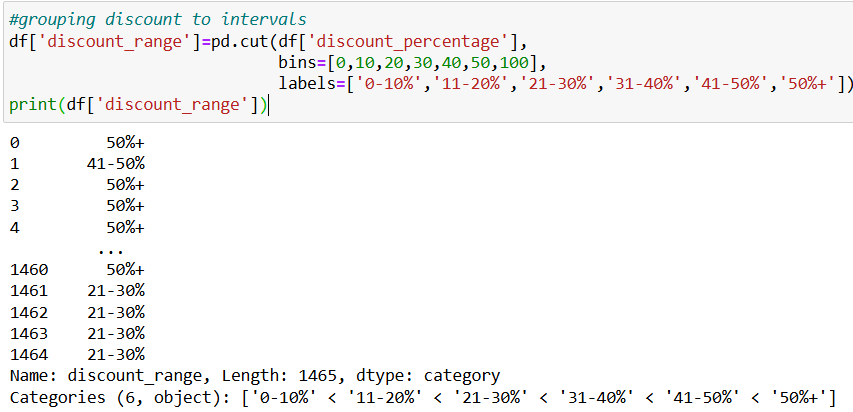 #grouping discount to intervals
df['discount_range']=pd.cut(df['discount_percentage'],
bins=[0,10,20,30,40,50,100],
labels=['0-10%','11-20%','21-30%','31-40%','41-50%','50%+'])
print(df['discount_range'])
0 50%+
1 41-50%
2 50%+
3 50%+
4 50%+
...
1460 50%+
1461 21-30%
1462 21-30%
1463 21-30%
1464 21-30%
Name: discount_range, Length: 1465, dtype: category
Categories (6, object): ['0-10%' < '11-20%' < '21-30%' < '31-40%' < '41-50%' < '50%+']